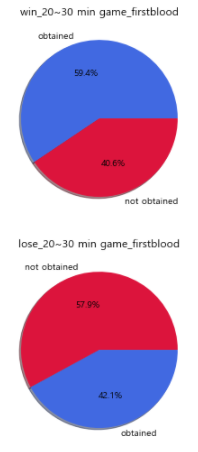 win_20~30 min game_firstblood
obtained
59.4%
40.6%
not obtained
lose_20~30 min game_firstblood
not obtained
57.9%
42.1%
obtained